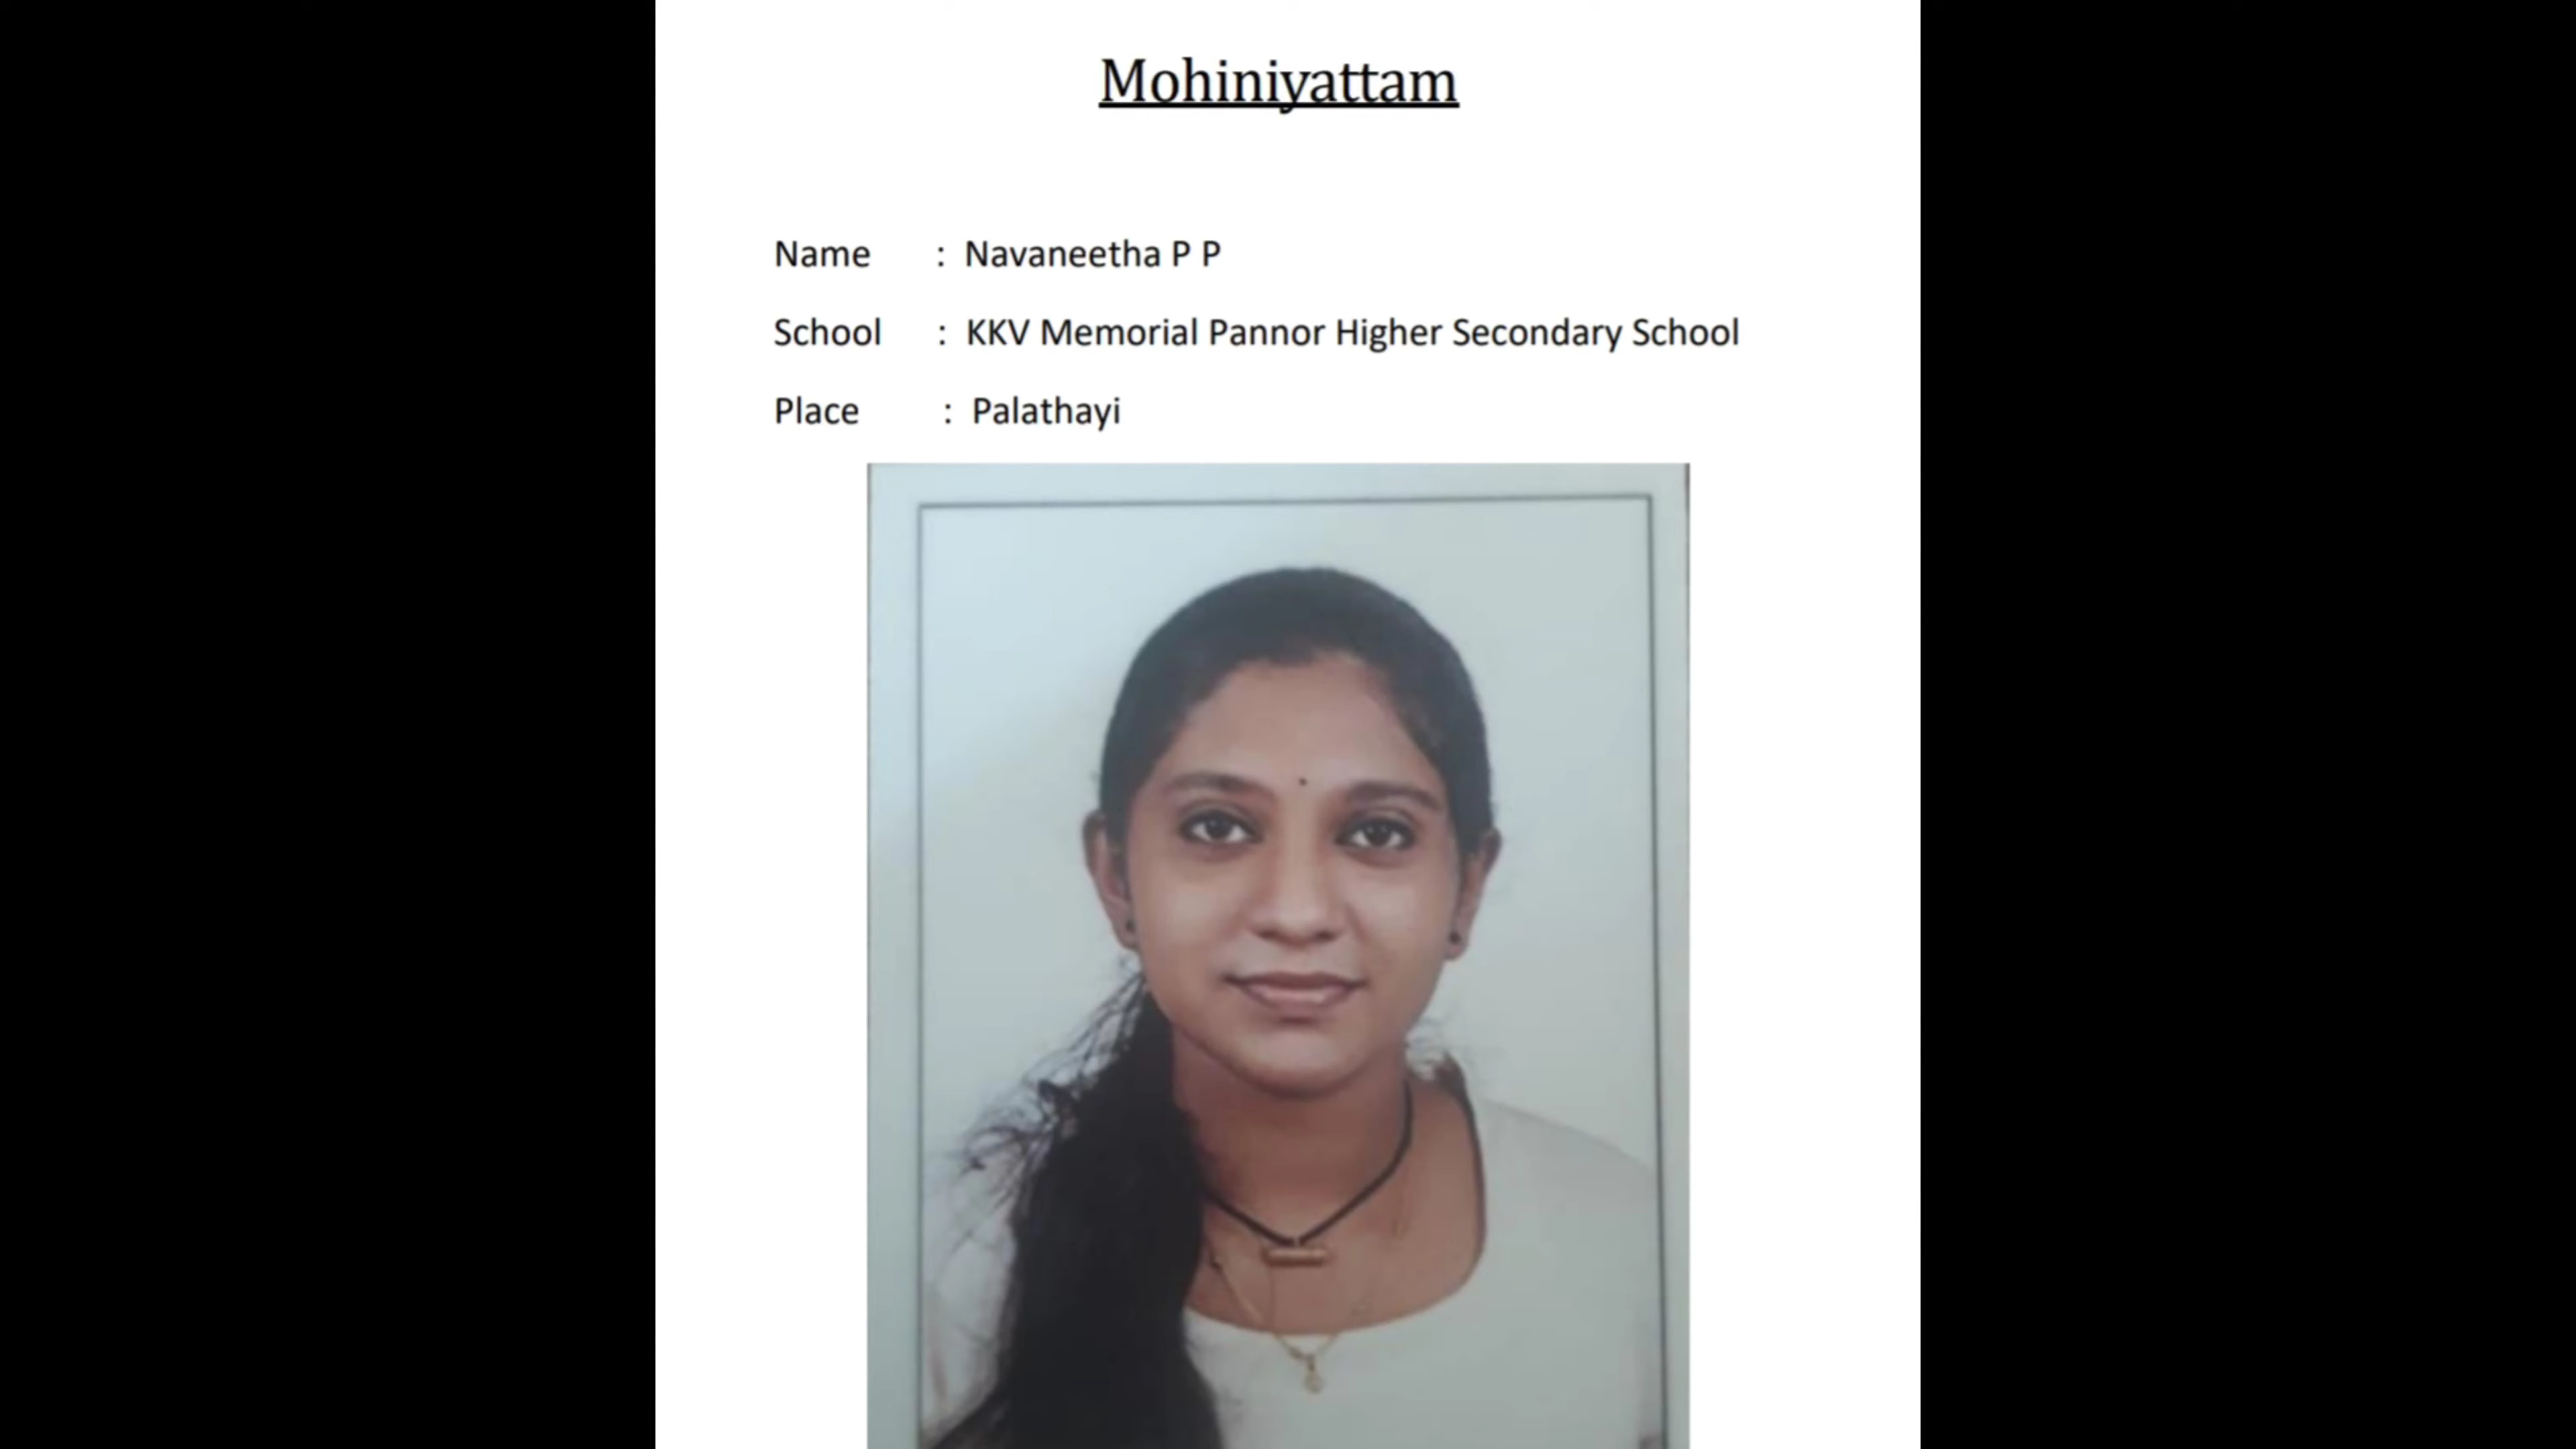 Mohiniyattam
Name : Navaneetha P P
School : KKV Memorial Pannor Higher Secondary School
Place : Palathayi